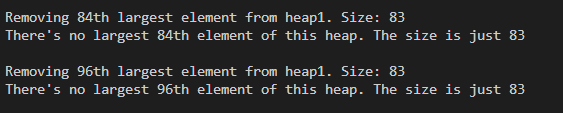 Removing 84th largest element from heap1. Size: 83
There's no largest 84th element of this heap. The size is just 83
Removing 96th largest element from heap1. Size: 83
There's no largest 96th element of this heap. The size is just 83